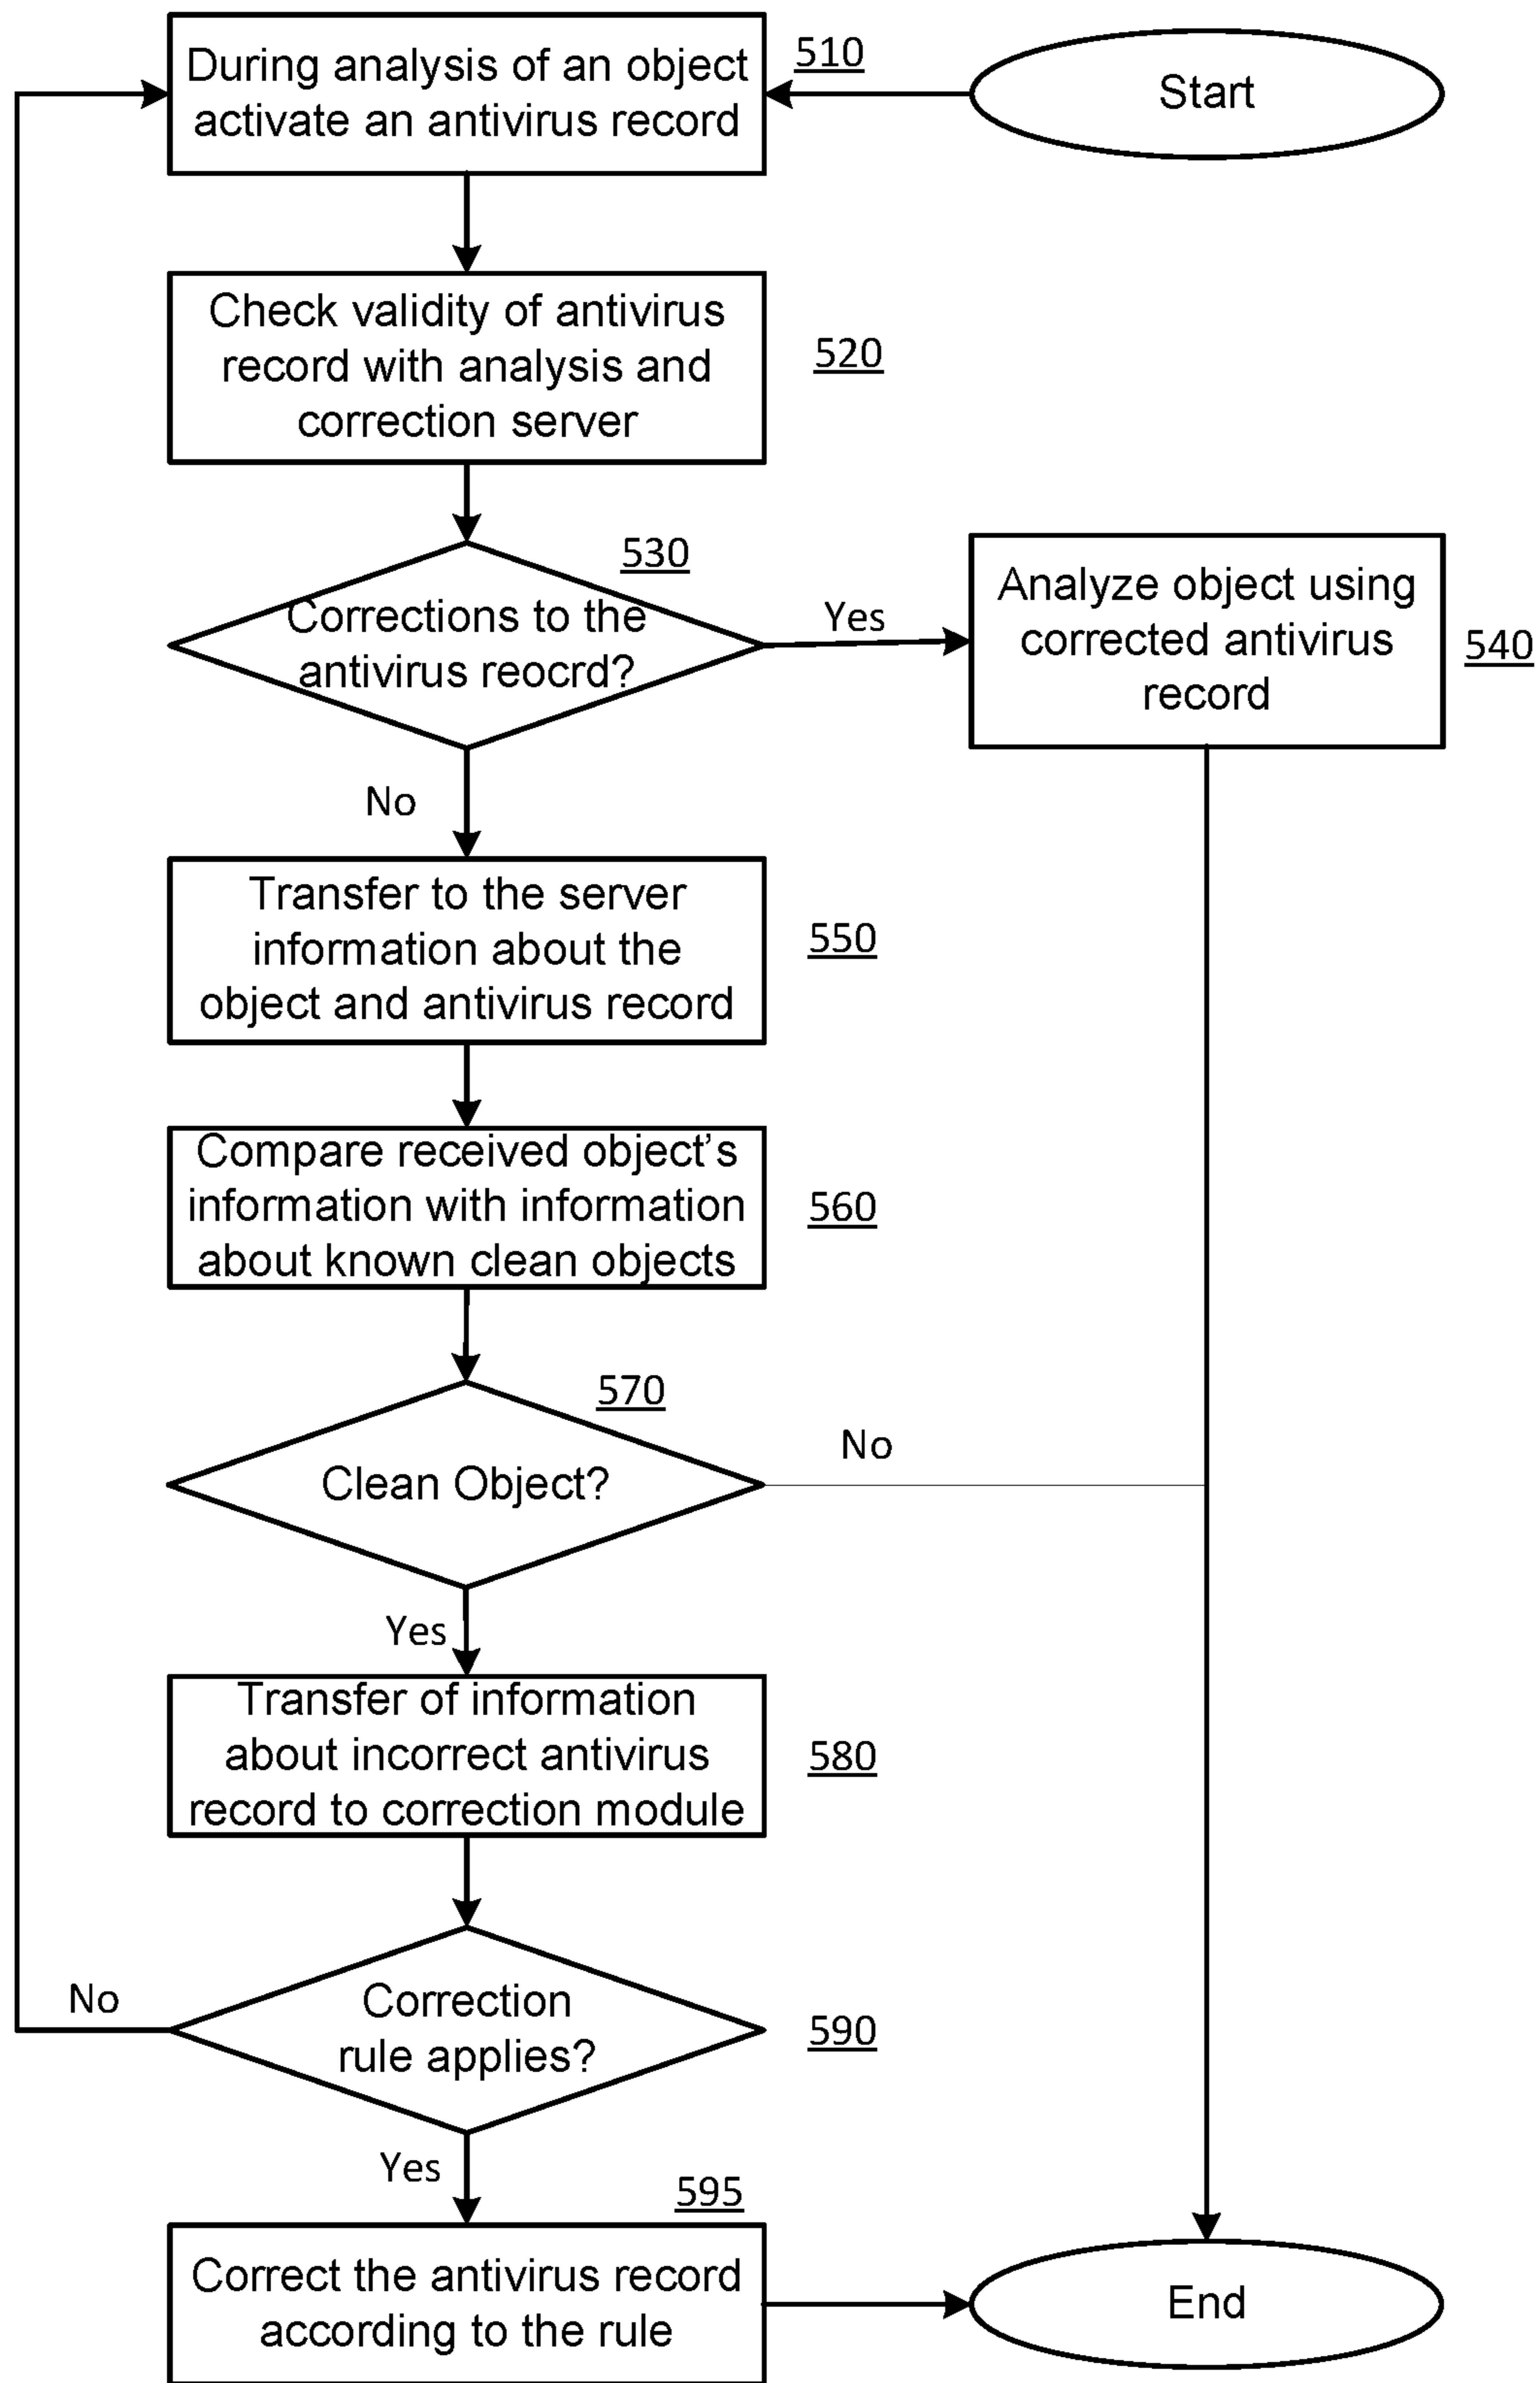 During analysis of an object
activate an antivirus record
510
Start
Check validity of antivirus
record with analysis and
correction server
520
530
Corrections to the
antivirus reocrd?
Yes
Analyze object using
corrected antivirus
record
540
No
Transfer to the server
information about the
object and antivirus record
550
Compare received object's
information with information
about known clean objects
560
570
Clean Object?
No
Yes
Transfer of information
about incorrect antivirus
record to correction module
580
No
Correction
rule applies?
590
Yes
595
Correct the antivirus record
according to the rule
End